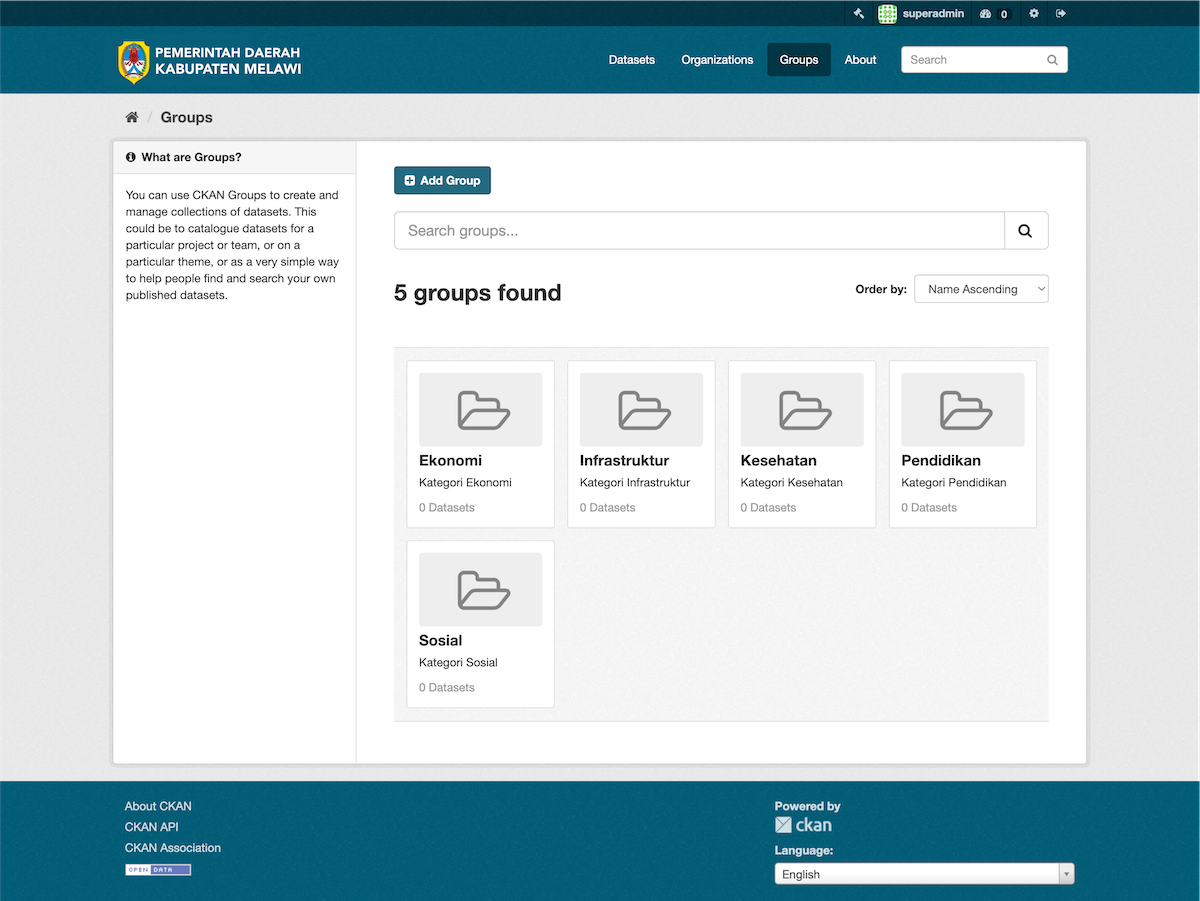 superadmin
0
PEMERINTAH DAERAH
KABUPATEN MELAWI
Datasets
Organizations
Groups
About
Search
/ Groups
What are Groups?
You can use CKAN Groups to create and
manage collections of datasets. This
could be to catalogue datasets for a
particular project or team, or on a
particular theme, or as a very simple way
to help people find and search your own
published datasets.
Add Group
Search groups...
5 groups found
Order by:
Name Ascending
Ekonomi
Kategori Ekonomi
0 Datasets
Infrastruktur
Kategori Infrastruktur
0 Datasets
Kesehatan
Kategori Kesehatan
0 Datasets
Pendidikan
Kategori Pendidikan
0 Datasets
Sosial
Kategori Sosial
0 Datasets
About CKAN
CKAN API
CKAN Association
OPEN DATA
Powered by
ckan
Language:
English